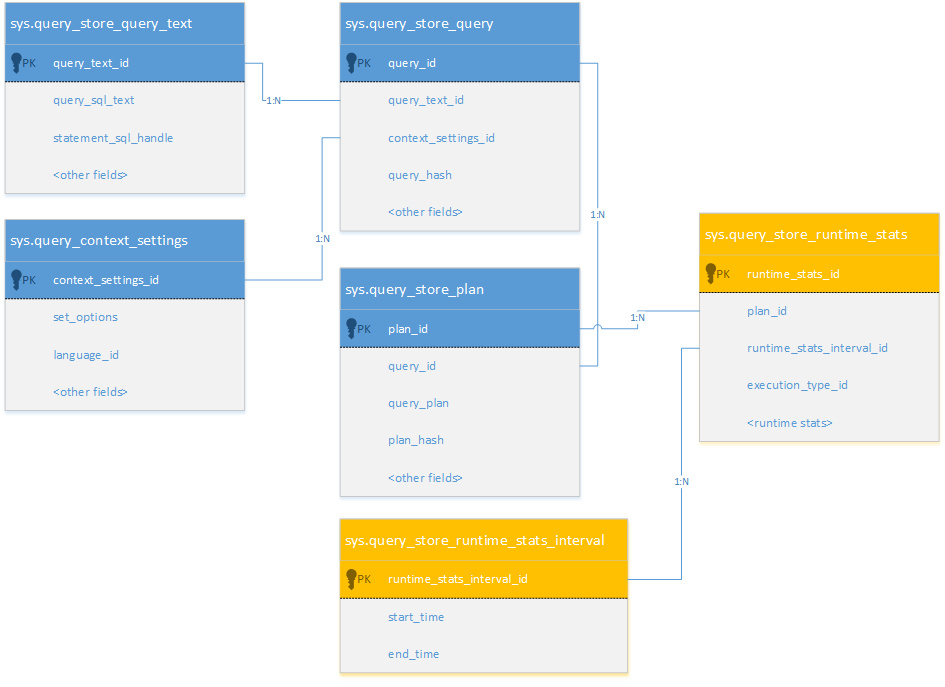 sys.query_store_query_text
PK query_text_id
query_sql_text
statement_sql_handle
<other fields>
sys.query_context_settings
PK context_settings_id
set_options
language_id
<other fields>
sys.query_store_query
PK query_id
query_text_id
context_settings_id
query_hash
<other fields>
sys.query_store_plan
PK plan_id
query_id
query_plan
plan_hash
<other fields>
sys.query_store_runtime_stats_interval
PK runtime_stats_interval_id
start_time
end_time
sys.query_store_runtime_stats
PK runtime_stats_id
plan_id
runtime_stats_interval_id
execution_type_id
<runtime stats>
1:N
1:N
1:N
1:N
1:N